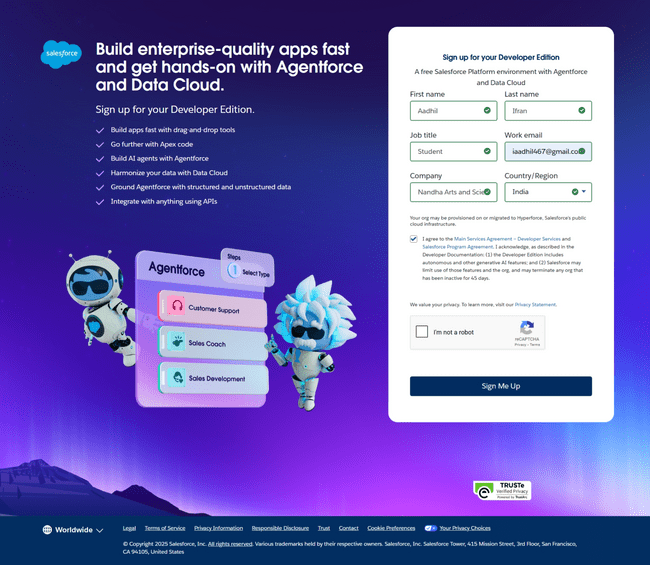 salesforce
Build enterprise-quality apps fast
and get hands-on with Agentforce
and Data Cloud.
Sign up for your Developer Edition.
Build apps fast with drag-and-drop tools
Go further with Apex code
Build AI agents with Agentforce
Harmonize your data with Data Cloud
Ground Agentforce with structured and unstructured data
Integrate with anything using APIs
Agentforce
Steps
Select Type
Customer Support
Sales Coach
Sales Development
Sign up for your Developer Edition
A free Salesforce Platform environment with Agentforce
and Data Cloud
First name
Last name
Aadhil
Ifran
Job title
Work email
Student
iaadhil467@gmail.co
Company
Country/Region
Nandha Arts and Scie
India
Your org may be provisioned on or migrated to Hyperforce, Salesforce's public
cloud infrastructure.
I agree to the Main Services Agreement – Developer Services and
Salesforce Program Agreement. I acknowledge, as described in the
Developer Documentation: (1) the Developer Edition includes
autonomous and other generative AI features; and (2) Salesforce may
limit use of those features and the org, and may terminate any org that
has been inactive for 45 days.
We value your privacy. To learn more, visit our Privacy Statement.
I'm not a robot
reCAPTCHA
Privacy - Terms
Sign Me Up
TRUSTe
Verified Privacy
Powered by TrustArc
Worldwide
Legal
Terms of Service
Privacy Information
Responsible Disclosure
Trust
Contact
Cookie Preferences
Your Privacy Choices
© Copyright 2025 Salesforce, Inc. All rights reserved. Various trademarks held by their respective owners. Salesforce, Inc. Salesforce Tower, 415 Mission Street, 3rd Floor, San Francisco,
CA 94105, United States